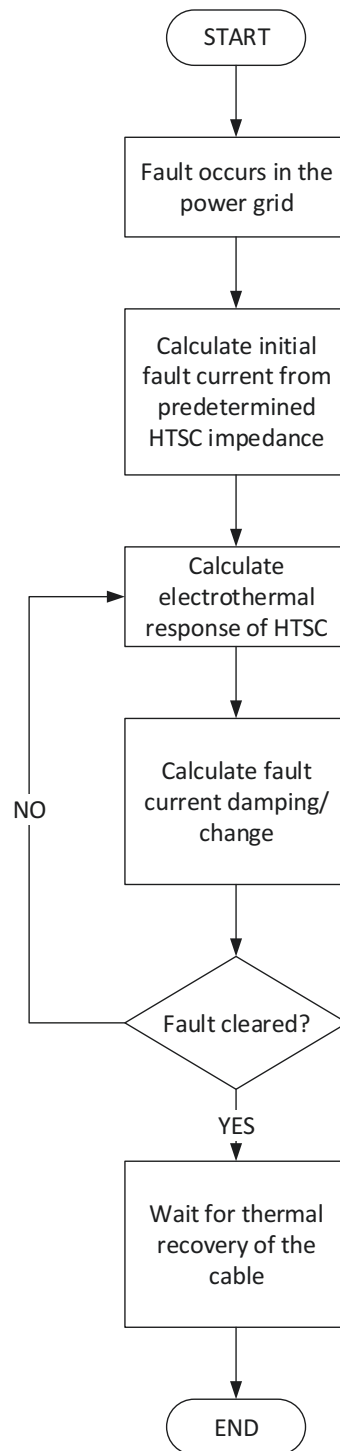 START
Fault occurs in the
power grid
Calculate initial
fault current from
predetermined
HTSC impedance
Calculate
electrothermal
response of HTSC
Calculate fault
current damping/
change
NO
Fault cleared?
YES
Wait for thermal
recovery of the
cable
END